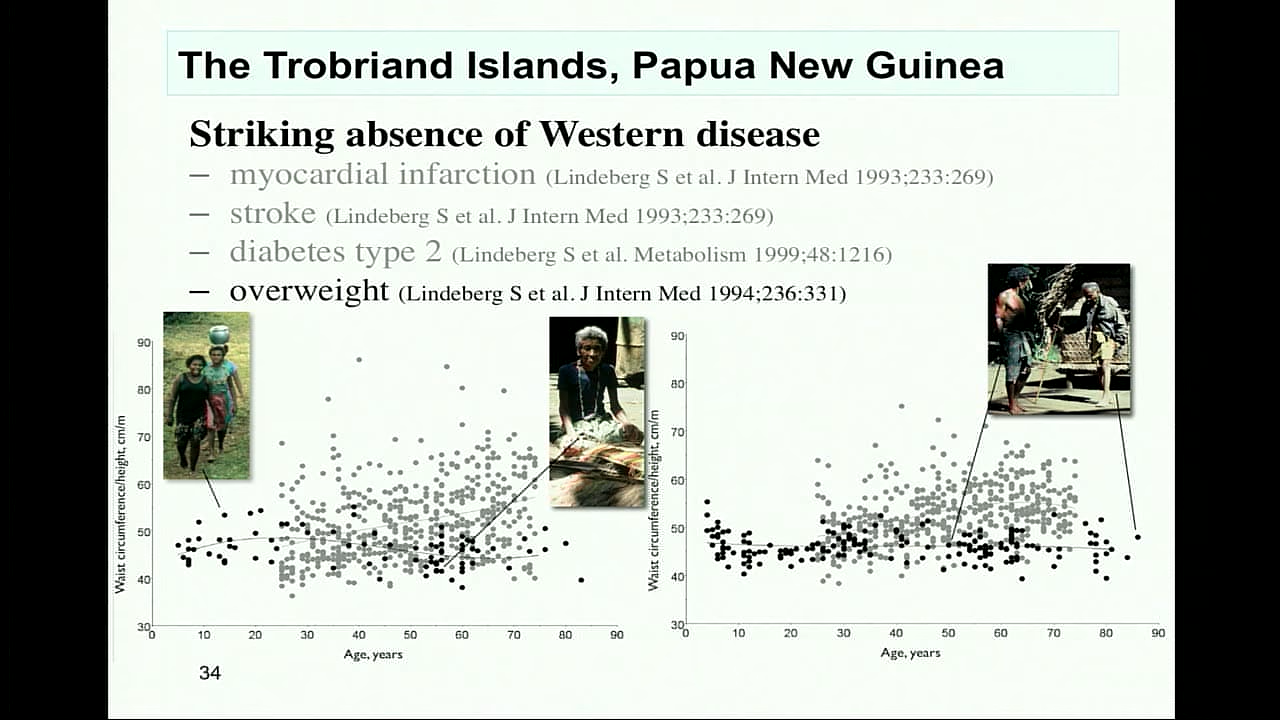 The Trobriand Islands, Papua New Guinea
Striking absence of Western disease
– myocardial infarction (Lindeberg S et al. J Intern Med 1993;233:269)
– stroke (Lindeberg S et al. J Intern Med 1993;233:269)
– diabetes type 2 (Lindeberg S et al. Metabolism 1999;48:1216)
– overweight (Lindeberg S et al. J Intern Med 1994;236:331)
Waist circumference/height, cm/m
90
80
70
60
50
40
30
0 10 20 30 40 50 60 70 80 90
Age, years
Waist circumference/height, cm/m
90
80
70
60
50
40
30
0 10 20 30 40 50 60 70 80 90
Age, years
34